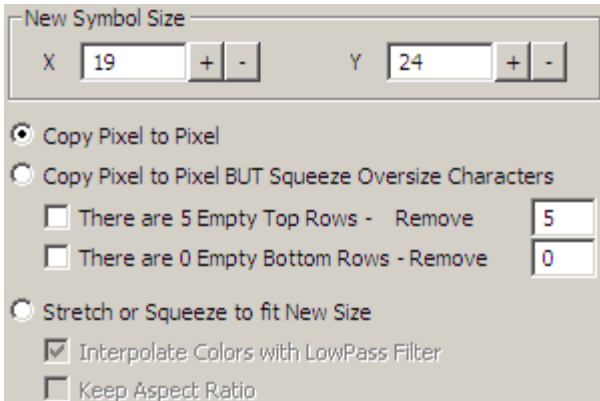 New Symbol Size
X 19 + - Y 24 + -
Copy Pixel to Pixel
Copy Pixel to Pixel BUT Squeeze Oversize Characters
There are 5 Empty Top Rows - Remove 5
There are 0 Empty Bottom Rows - Remove 0
Stretch or Squeeze to fit New Size
Interpolate Colors with LowPass Filter
Keep Aspect Ratio